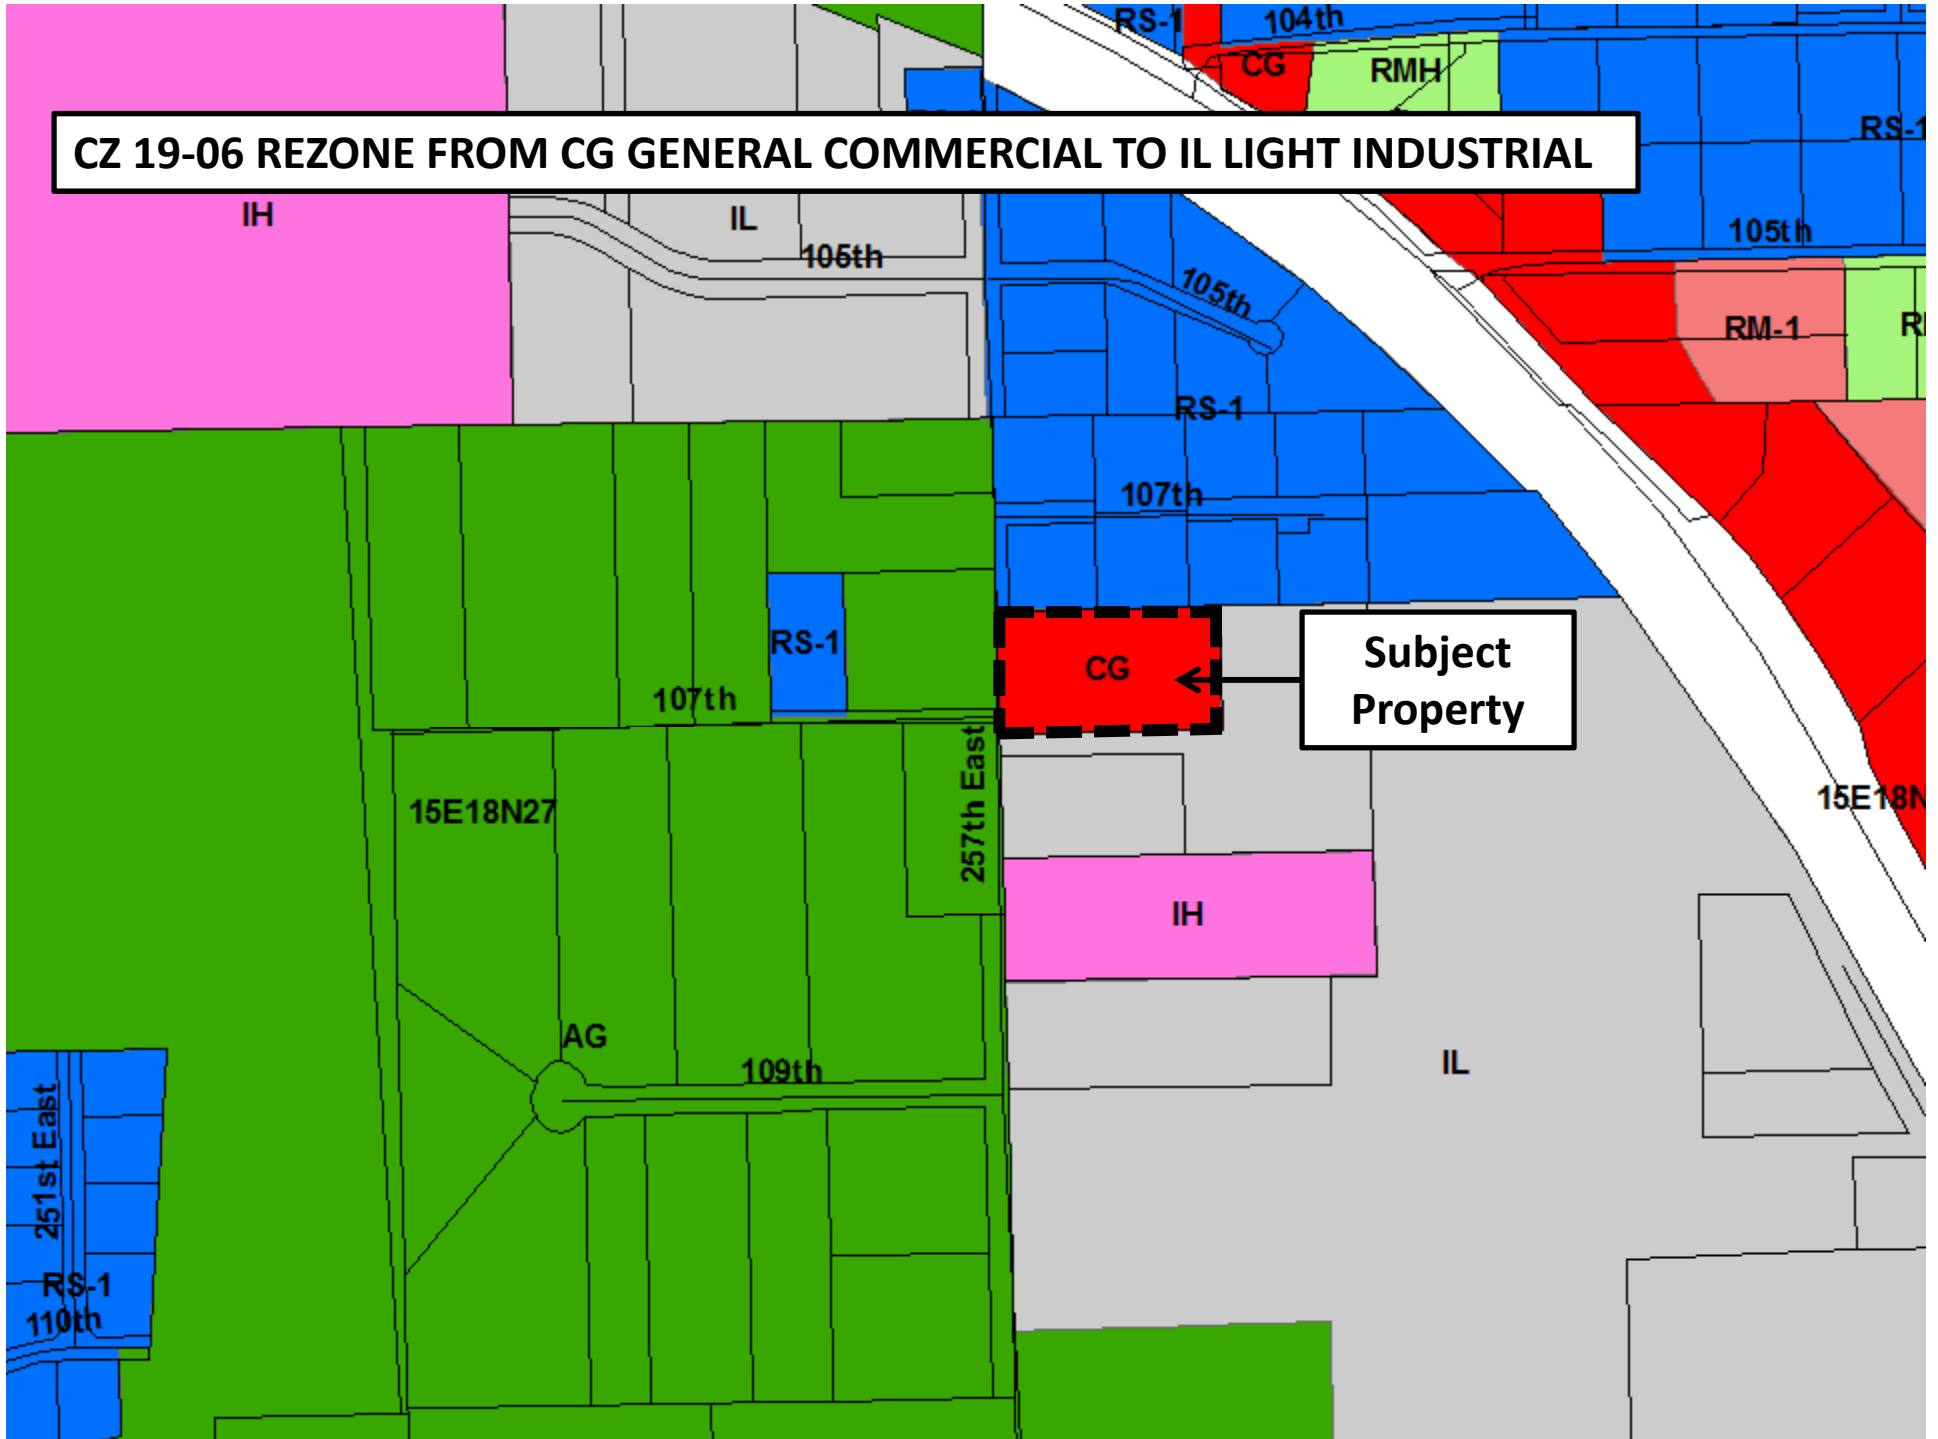 RS-1
104th
CG
RMH
RS-1
CZ 19-06 REZONE FROM CG GENERAL COMMERCIAL TO IL LIGHT INDUSTRIAL
IH
IL
105th
105th
105th
RM-1
RS-1
107th
RS-1
CG
Subject
Property
107th
257th East
15E18N27
15E18N
IH
AG
109th
IL
251st East
RS-1
110th